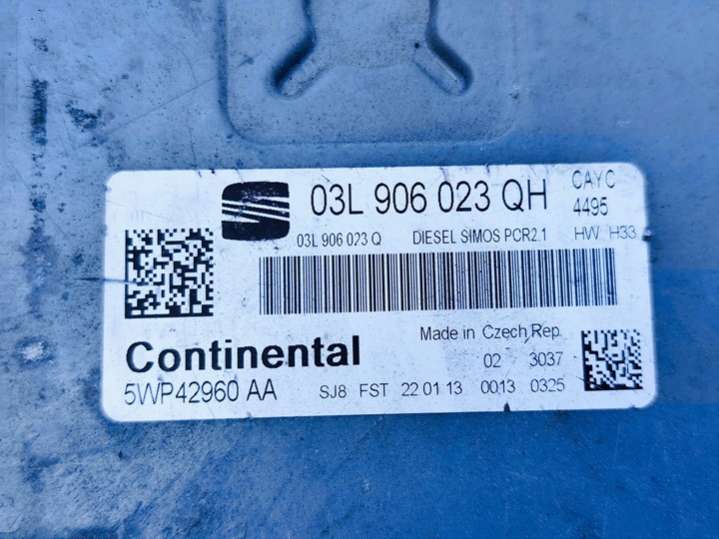 03L 906 023 QH CAYC
4495
03L 906 023 Q DIESEL SIMOS PCR2.1 HW H33
Made in Czech Rep
Continental
02 3037
5WP42960 AA
SJ8 FST 22 01 13 0013 0325